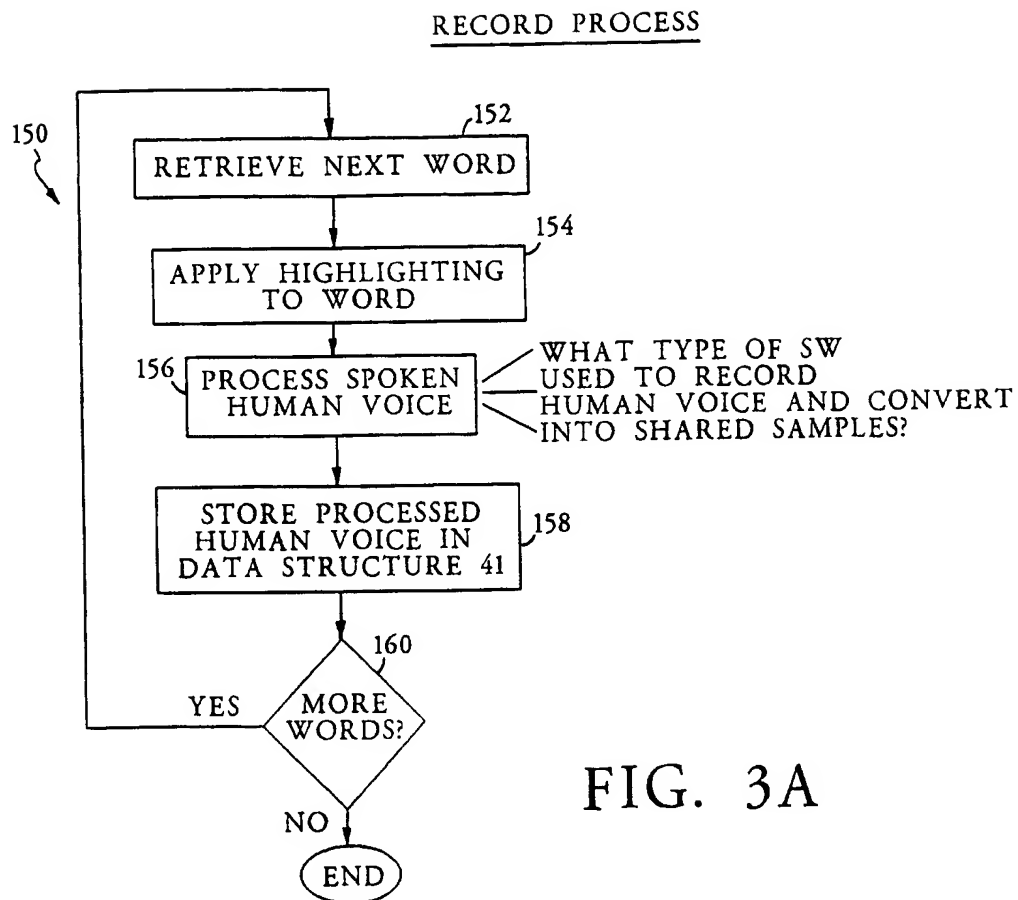 RECORD PROCESS
150
152
RETRIEVE NEXT WORD
154
APPLY HIGHLIGHTING
TO WORD
156
PROCESS SPOKEN
HUMAN VOICE
WHAT TYPE OF SW
USED TO RECORD
HUMAN VOICE AND CONVERT
INTO SHARED SAMPLES?
STORE PROCESSED
HUMAN VOICE IN
DATA STRUCTURE 41
158
160
MORE
WORDS?
YES
NO
END
FIG. 3A